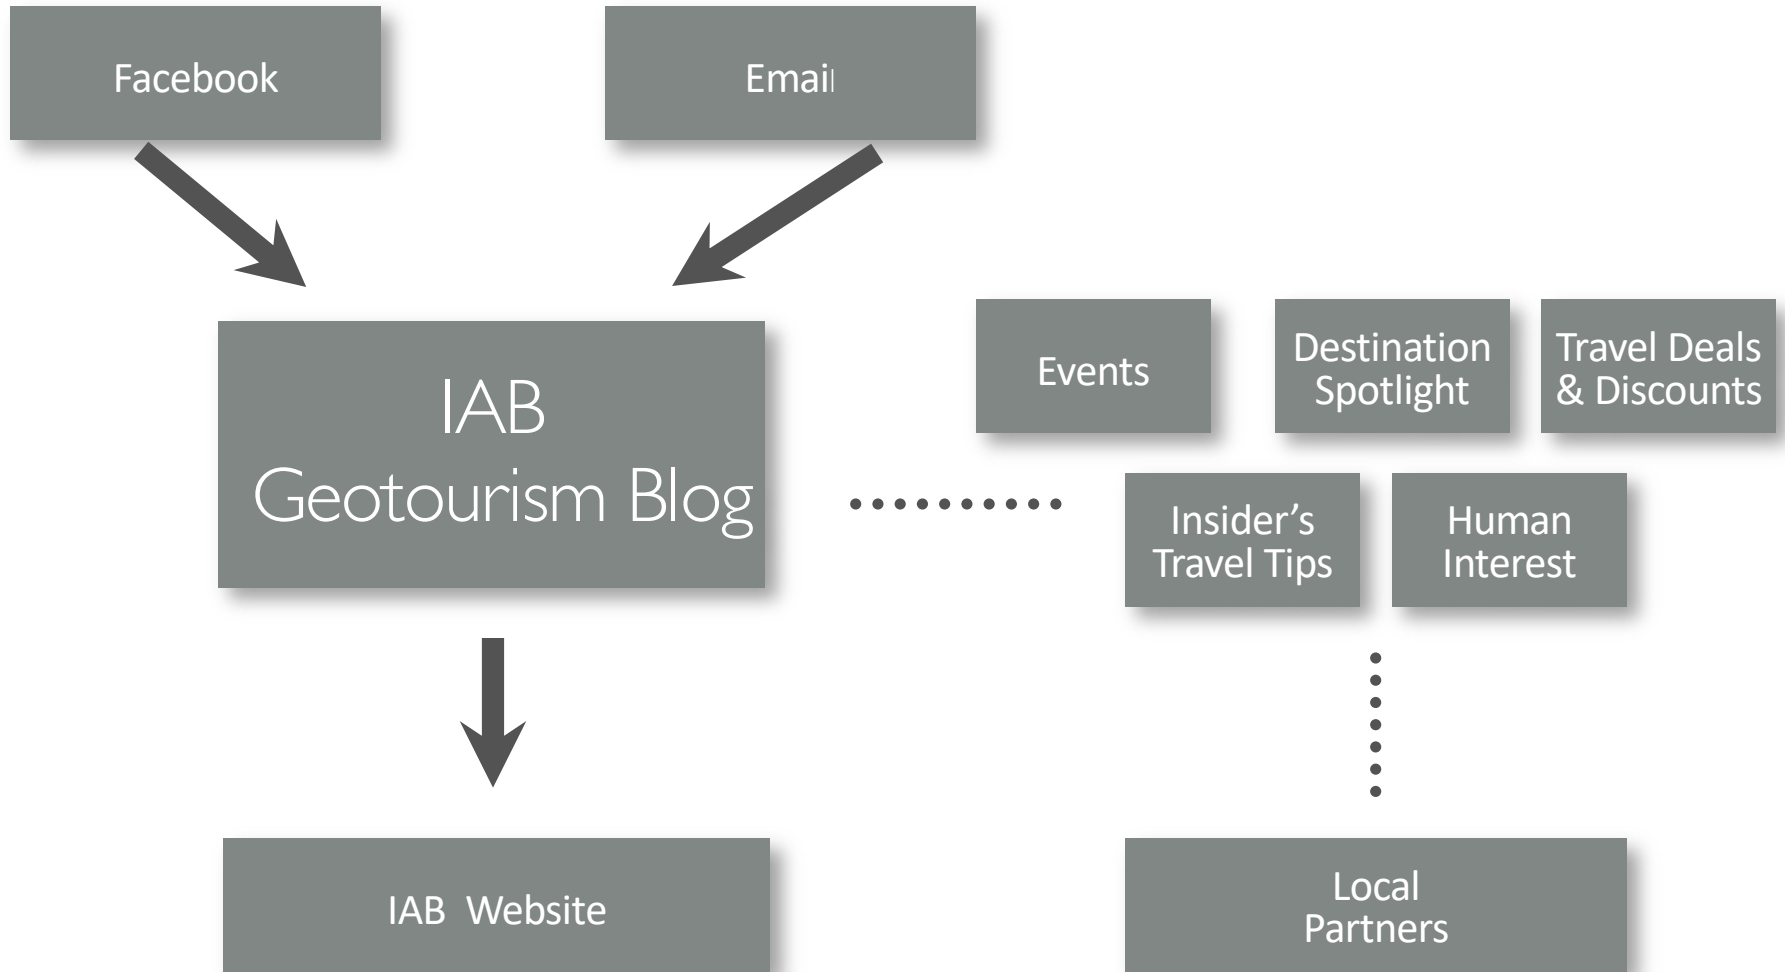 Facebook
Email
IAB
Geotourism Blog
Events
Destination
Spotlight
Travel Deals
& Discounts
Insider’s
Travel Tips
Human
Interest
IAB  Website
Local
Partners